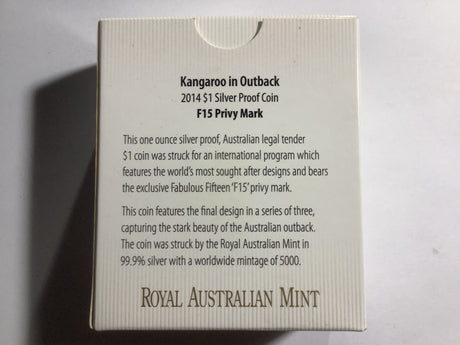 Kangaroo in Outback
2014 $1 Silver Proof Coin
F15 Privy Mark
This one ounce silver proof, Australian legal tender
$1 coin was struck for an international program which
features the world's most sought after designs and bears
the exclusive Fabulous Fifteen 'F15' privy mark.
This coin features the final design in a series of three,
capturing the stark beauty of the Australian outback.
The coin was struck by the Royal Australian Mint in
99.9% silver with a worldwide mintage of 5000.
ROYAL AUSTRALIAN MINT